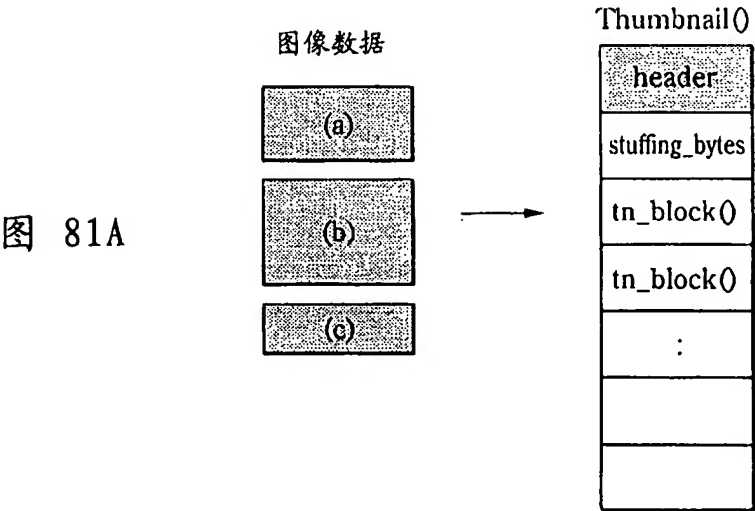 图 81A
图像数据
(a)
(b)
(c)
Thumbnail()
header
stuffing_bytes
tn_block()
tn_block()
: